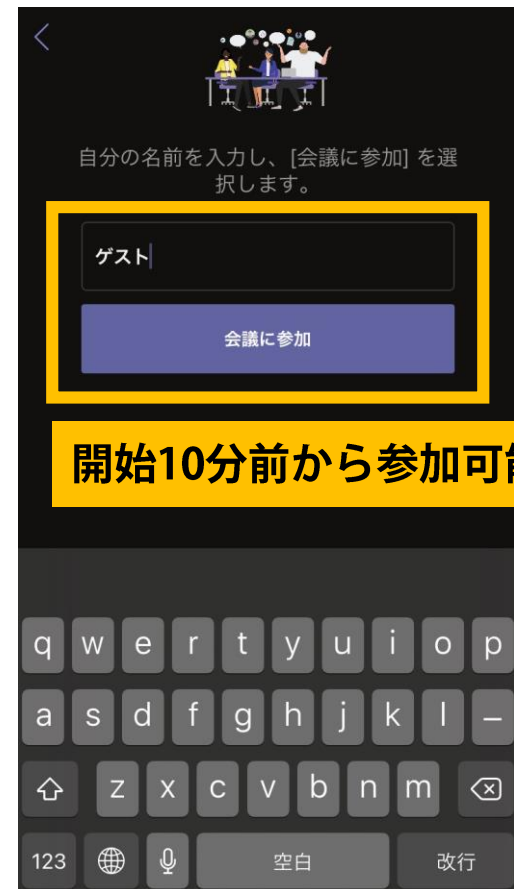 自分の名前を入力し、[会議に参加] を選
択します。
ゲスト
会議に参加
開始10分前から参加可
q w e r t y u i o p
a s d f g h j k l –
z x c v b n m
123 空白 改行